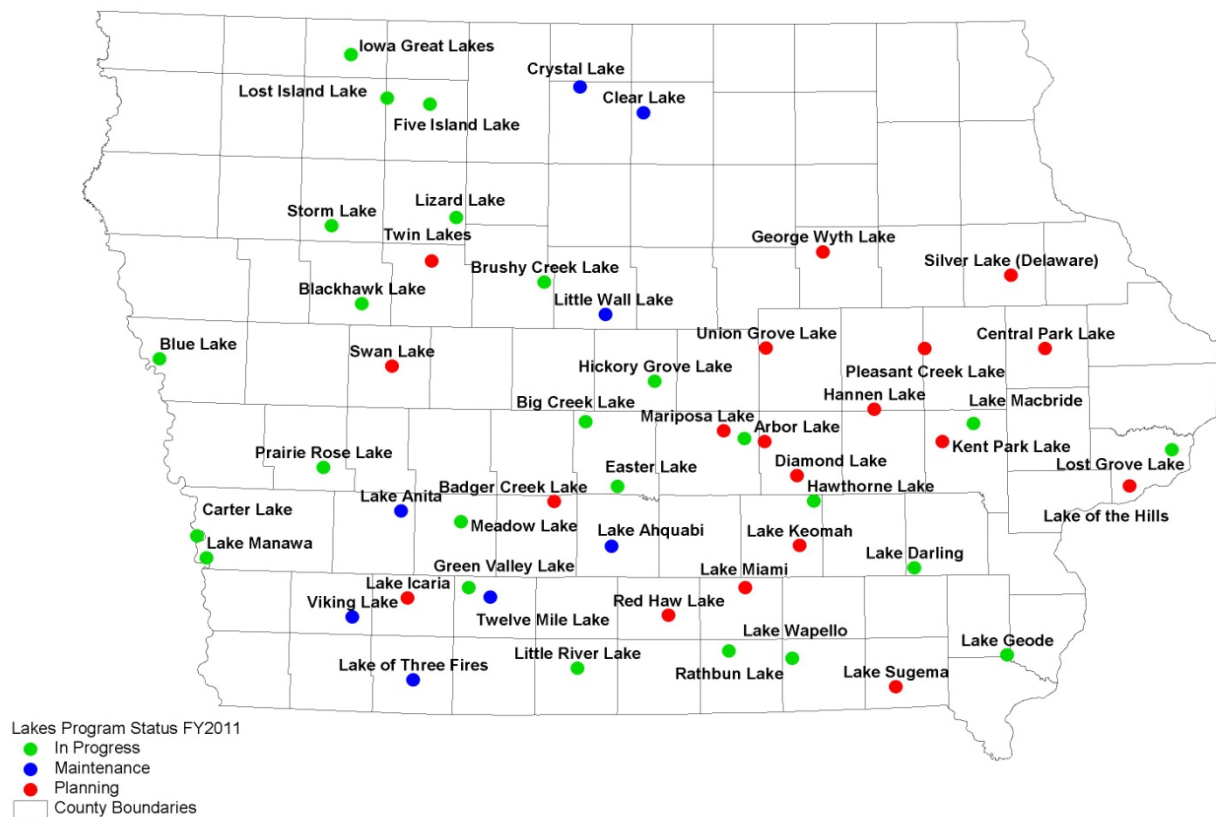 Iowa Great Lakes
Crystal Lake
Lost Island Lake
Clear Lake
Five Island Lake
Lizard Lake
Storm Lake
Twin Lakes
George Wyth Lake
Silver Lake (Delaware)
Brushy Creek Lake
Blackhawk Lake
Little Wall Lake
Union Grove Lake
Central Park Lake
Blue Lake
Swan Lake
Hickory Grove Lake
Pleasant Creek Lake
Hannen Lake
Lake Macbride
Big Creek Lake
Mariposa Lake
Arbor Lake
Kent Park Lake
Prairie Rose Lake
Diamond Lake
Lost Grove Lake
Easter Lake
Badger Creek Lake
Hawthorne Lake
Lake Anita
Carter Lake
Meadow Lake
Lake Ahquabi
Lake Keomah
Lake of the Hills
Lake Manawa
Lake Darling
Green Valley Lake
Lake Miami
Lake Icaria
Viking Lake
Red Haw Lake
Twelve Mile Lake
Lake Wapello
Lake Geode
Little River Lake
Lake of Three Fires
Rathbun Lake
Lake Sugema
Lakes Program Status FY2011
In Progress
Maintenance
Planning
County Boundaries